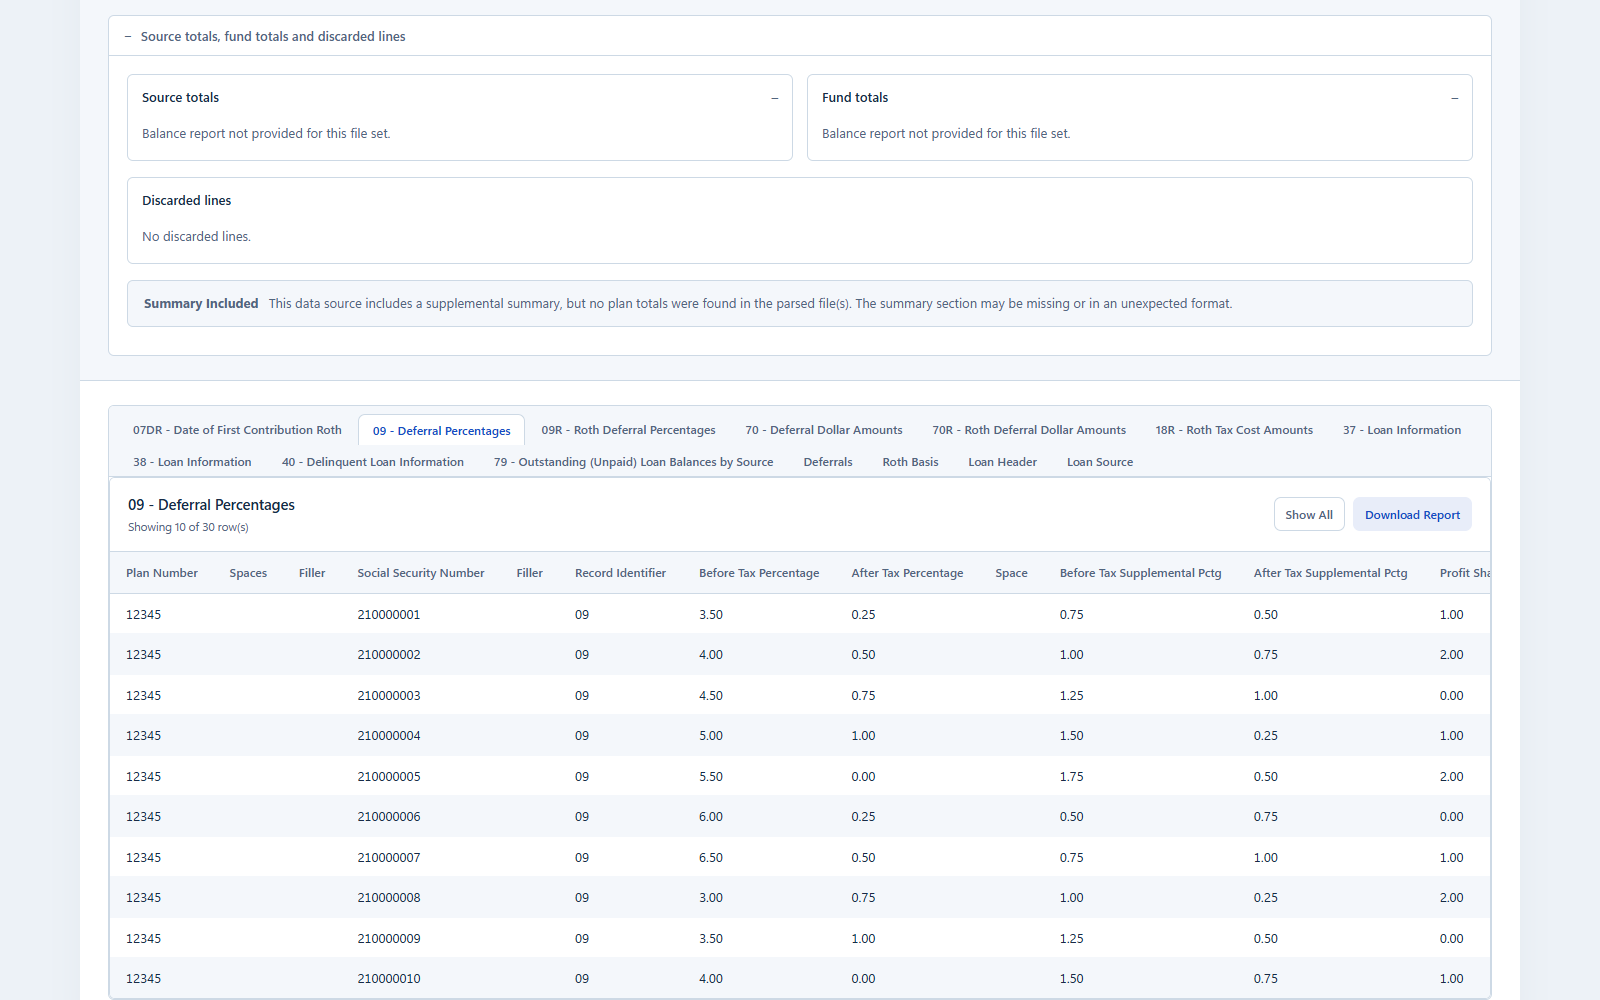 − Source totals, fund totals and discarded lines
Source totals −
Balance report not provided for this file set.
Fund totals −
Balance report not provided for this file set.
Discarded lines
No discarded lines.
Summary Included This data source includes a supplemental summary, but no plan totals were found in the parsed file(s). The summary section may be missing or in an unexpected format.
07DR - Date of First Contribution Roth 09 - Deferral Percentages 09R - Roth Deferral Percentages 70 - Deferral Dollar Amounts 70R - Roth Deferral Dollar Amounts 18R - Roth Tax Cost Amounts 37 - Loan Information
38 - Loan Information 40 - Delinquent Loan Information 79 - Outstanding (Unpaid) Loan Balances by Source Deferrals Roth Basis Loan Header Loan Source
09 - Deferral Percentages
Showing 10 of 30 row(s)
Show All Download Report
Plan Number Spaces Filler Social Security Number Filler Record Identifier Before Tax Percentage After Tax Percentage Space Before Tax Supplemental Pctg After Tax Supplemental Pctg Profit Sha
12345 210000001 09 3.50 0.25 0.75 0.50 1.00
12345 210000002 09 4.00 0.50 1.00 0.75 2.00
12345 210000003 09 4.50 0.75 1.25 1.00 0.00
12345 210000004 09 5.00 1.00 1.50 0.25 1.00
12345 210000005 09 5.50 0.00 1.75 0.50 2.00
12345 210000006 09 6.00 0.25 0.50 0.75 0.00
12345 210000007 09 6.50 0.50 0.75 1.00 1.00
12345 210000008 09 3.00 0.75 1.00 0.25 2.00
12345 210000009 09 3.50 1.00 1.25 0.50 0.00
12345 210000010 09 4.00 0.00 1.50 0.75 1.00